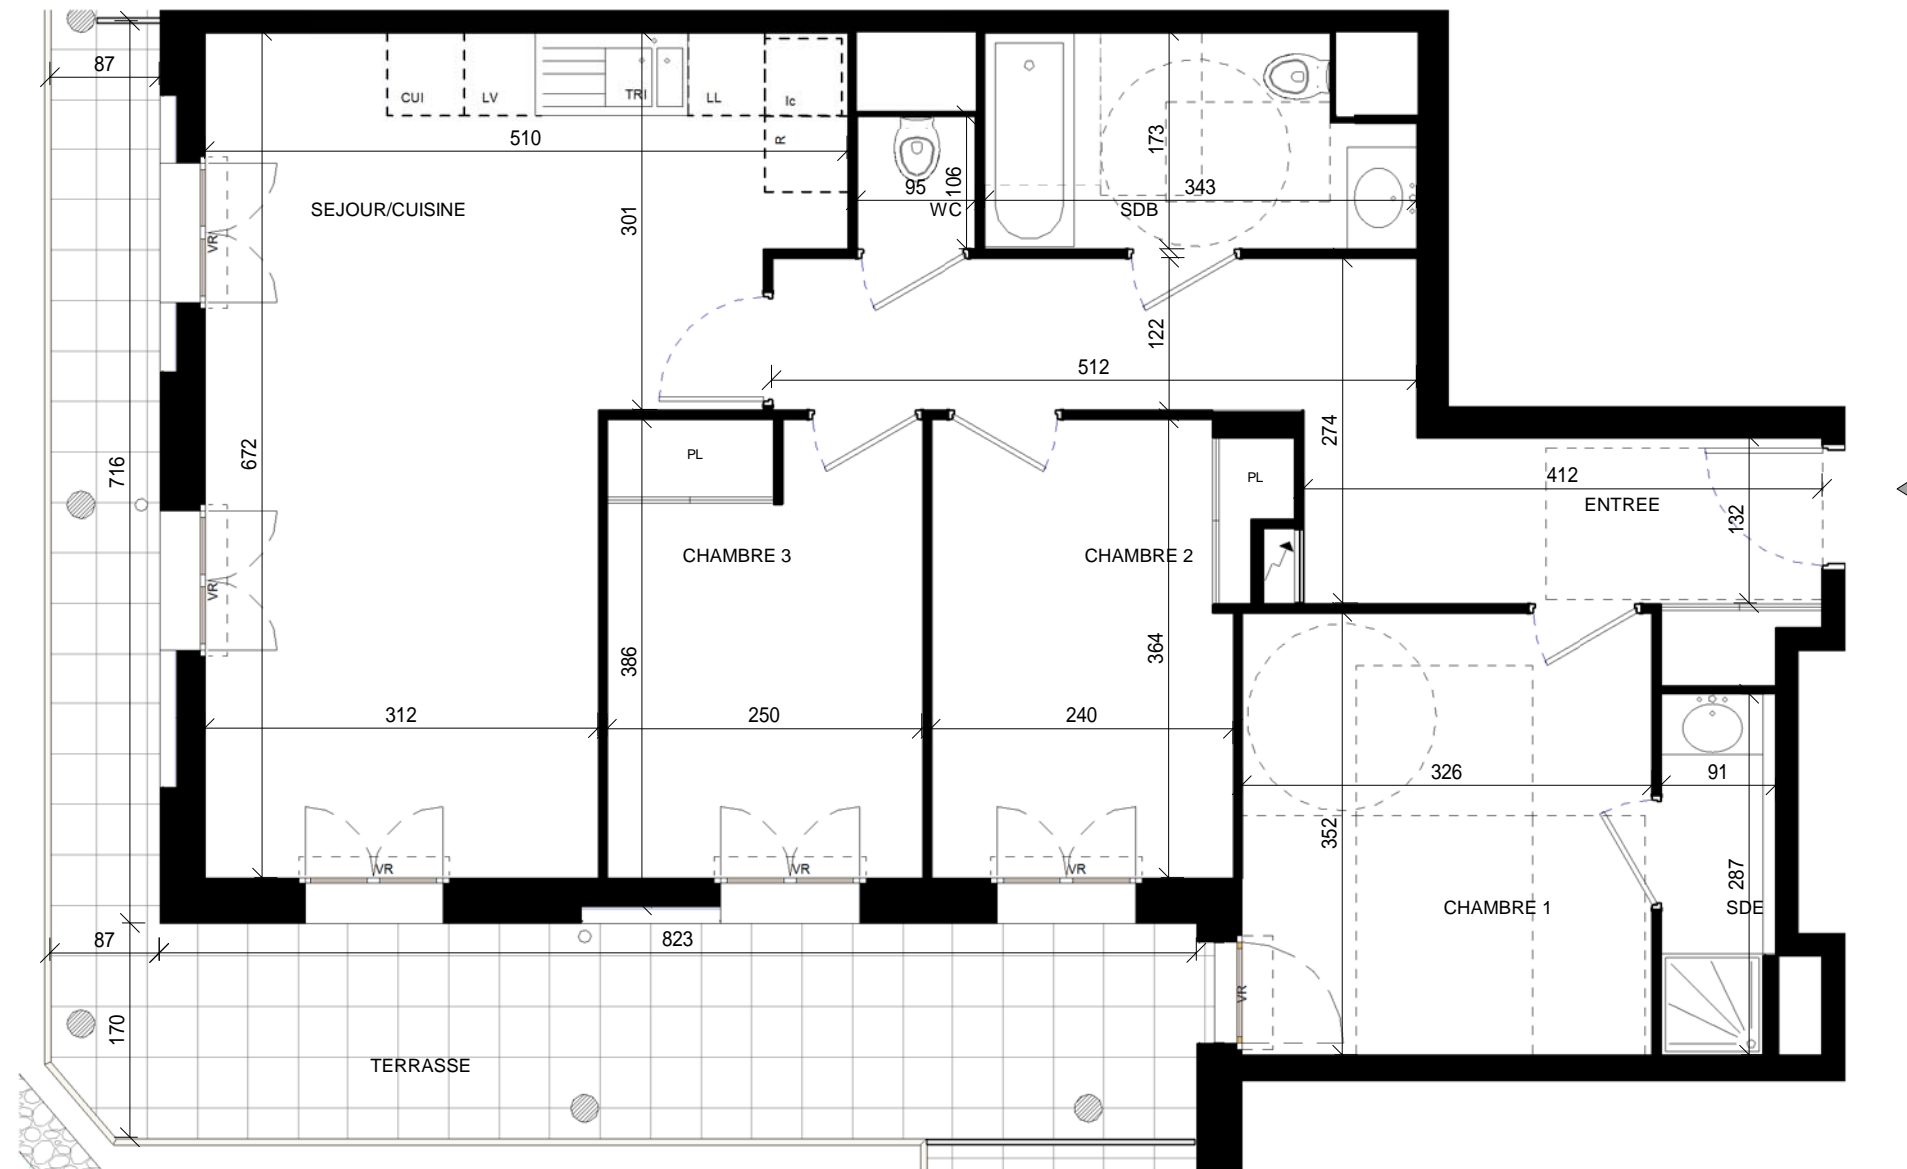 87
CUI
LV
TRI
LL
Ic
510
R
173
95
106
343
SEJOUR/CUISINE
301
WC
SDB
VR
122
512
672
716
274
PL
PL
412
ENTREE
132
CHAMBRE 3
CHAMBRE 2
VR
386
364
312
250
240
326
91
352
VR
VR
VR
287
CHAMBRE 1
SDE
87
823
VR
170
TERRASSE